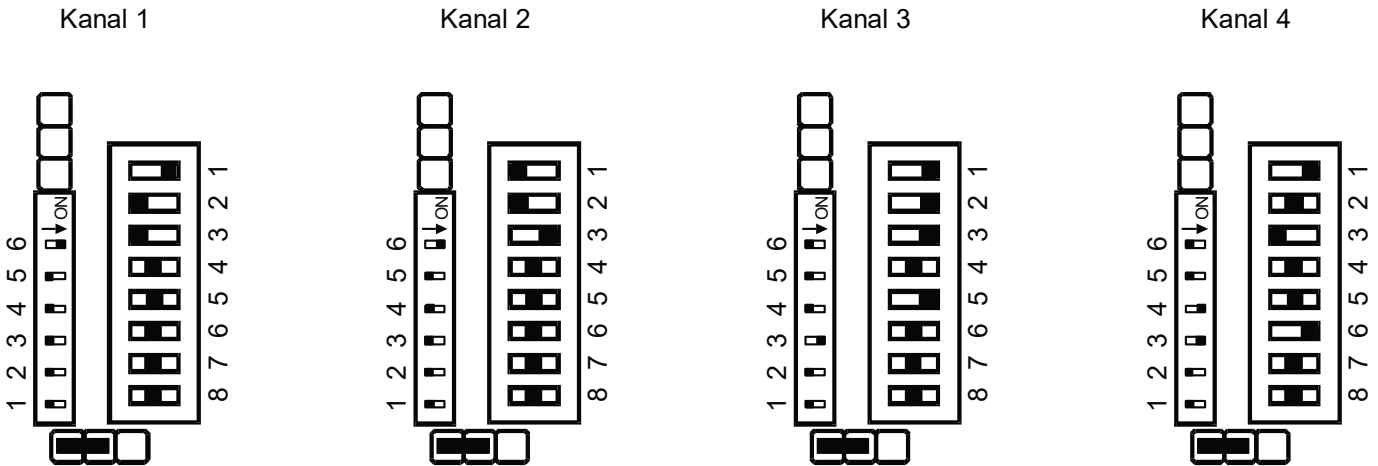 Kanal 1
ON
6 5 4 3 2 1
1 2 3 4 5 6 7 8
Kanal 2
ON
6 5 4 3 2 1
1 2 3 4 5 6 7 8
Kanal 3
ON
6 5 4 3 2 1
1 2 3 4 5 6 7 8
Kanal 4
ON
6 5 4 3 2 1
1 2 3 4 5 6 7 8